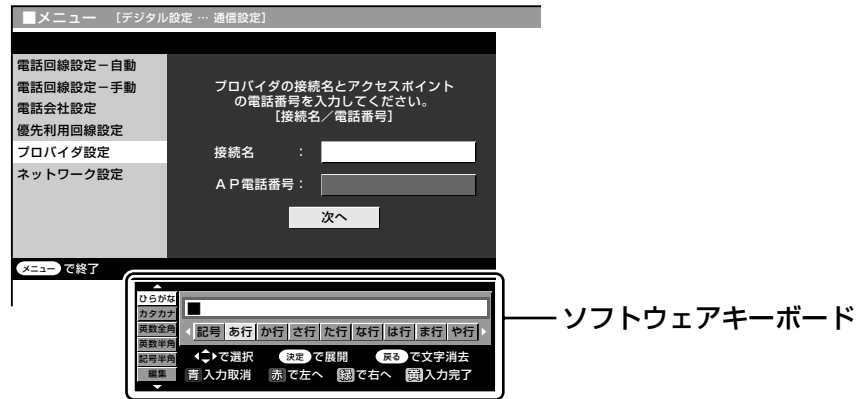 ■メニュー ［デジタル設定 … 通信設定］
電話回線設定－自動
電話回線設定－手動
電話会社設定
優先利用回線設定
プロバイダ設定
ネットワーク設定
プロバイダの接続名とアクセスポイント
の電話番号を入力してください。
［接続名／電話番号］
接続名 ：
ＡＰ電話番号：
次へ
メニュー で終了
ひらがな
カタカナ
英数全角
英数半角
記号半角
編集
■
記号 あ行 か行 さ行 た行 な行 は行 ま行 や行
で選択 決定 で展開 戻る で文字消去
青 入力取消 赤 で左へ 緑 で右へ 黄 入力完了
ソフトウェアキーボード